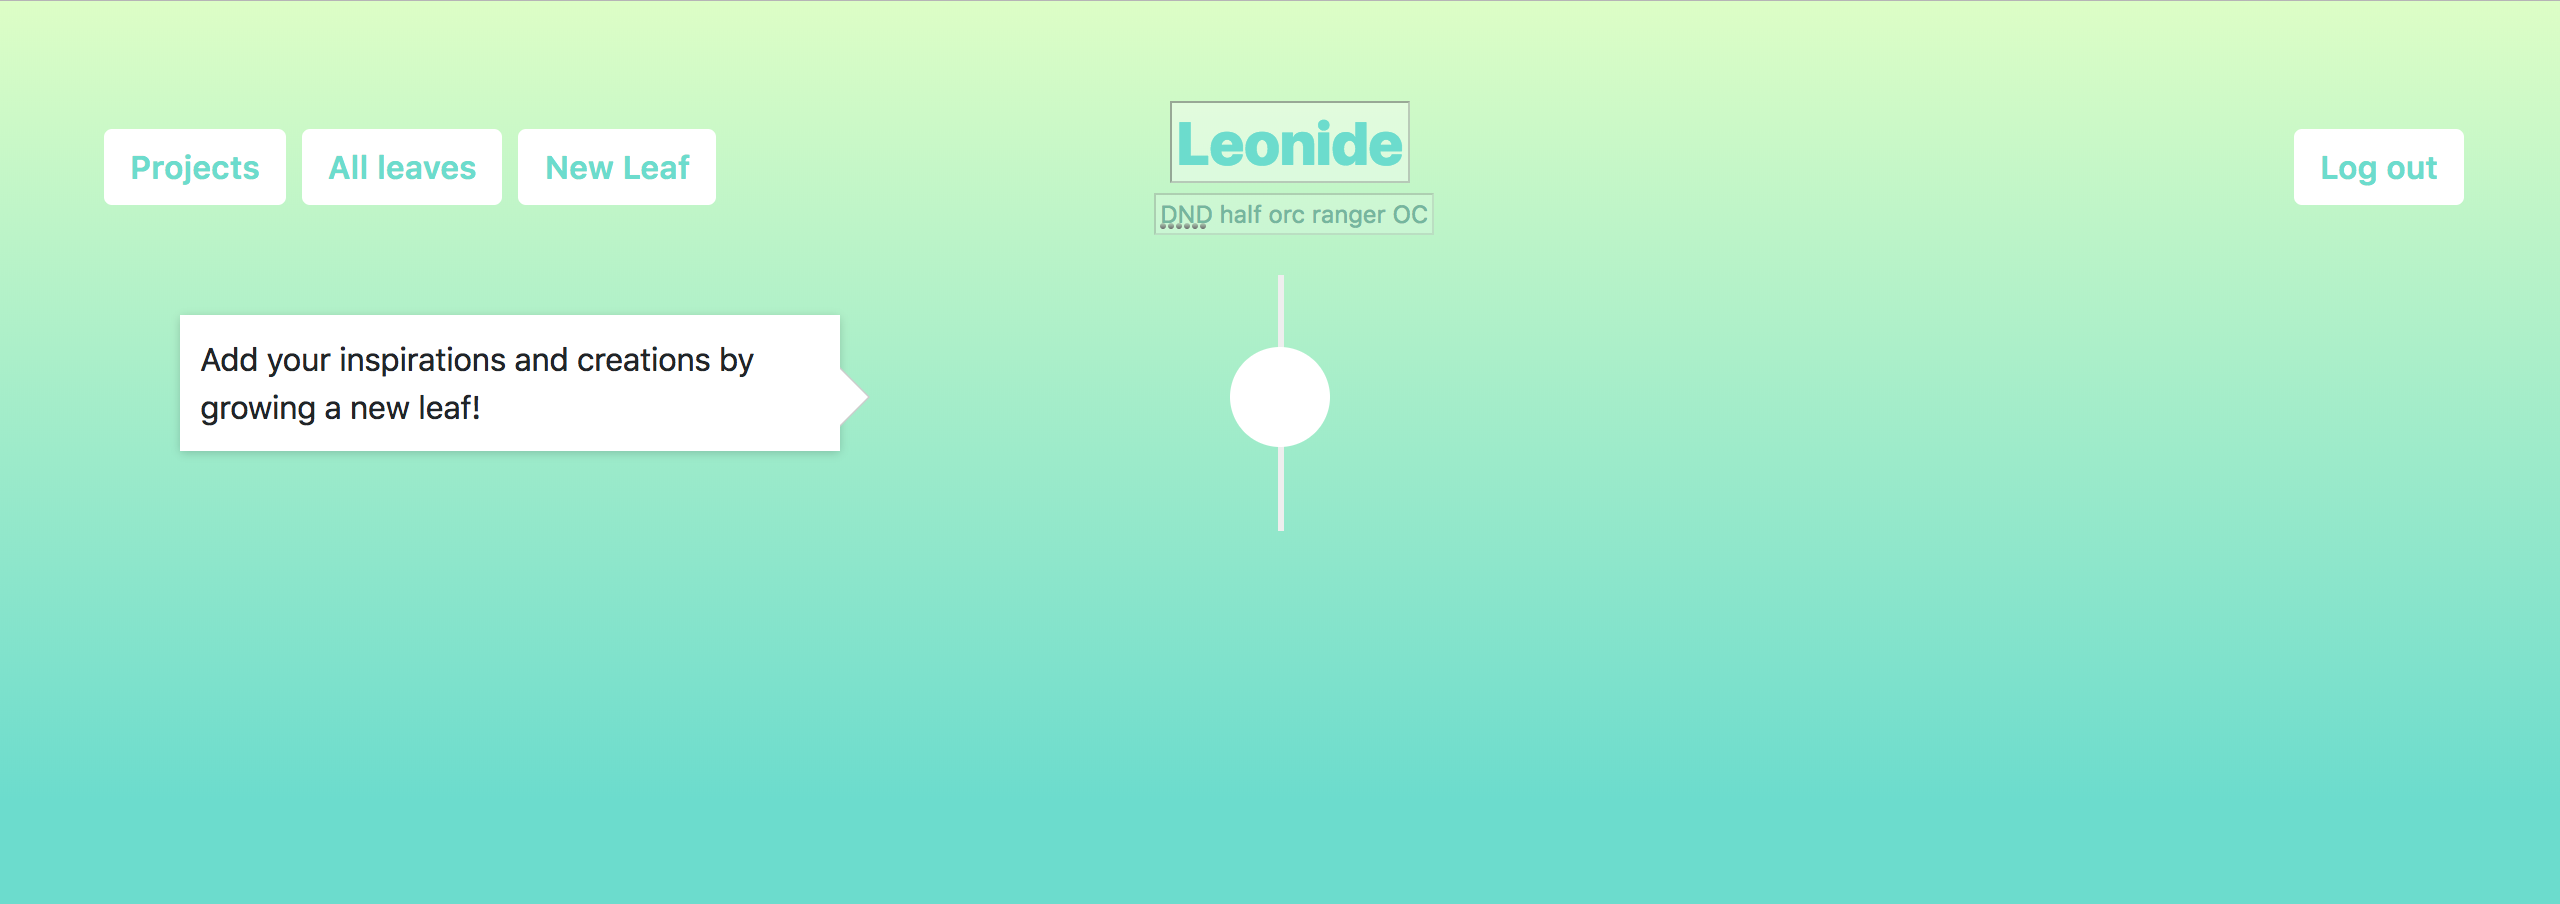 Projects
All leaves
New Leaf
Leonide
DND half orc ranger OC
Log out
Add your inspirations and creations by
growing a new leaf!